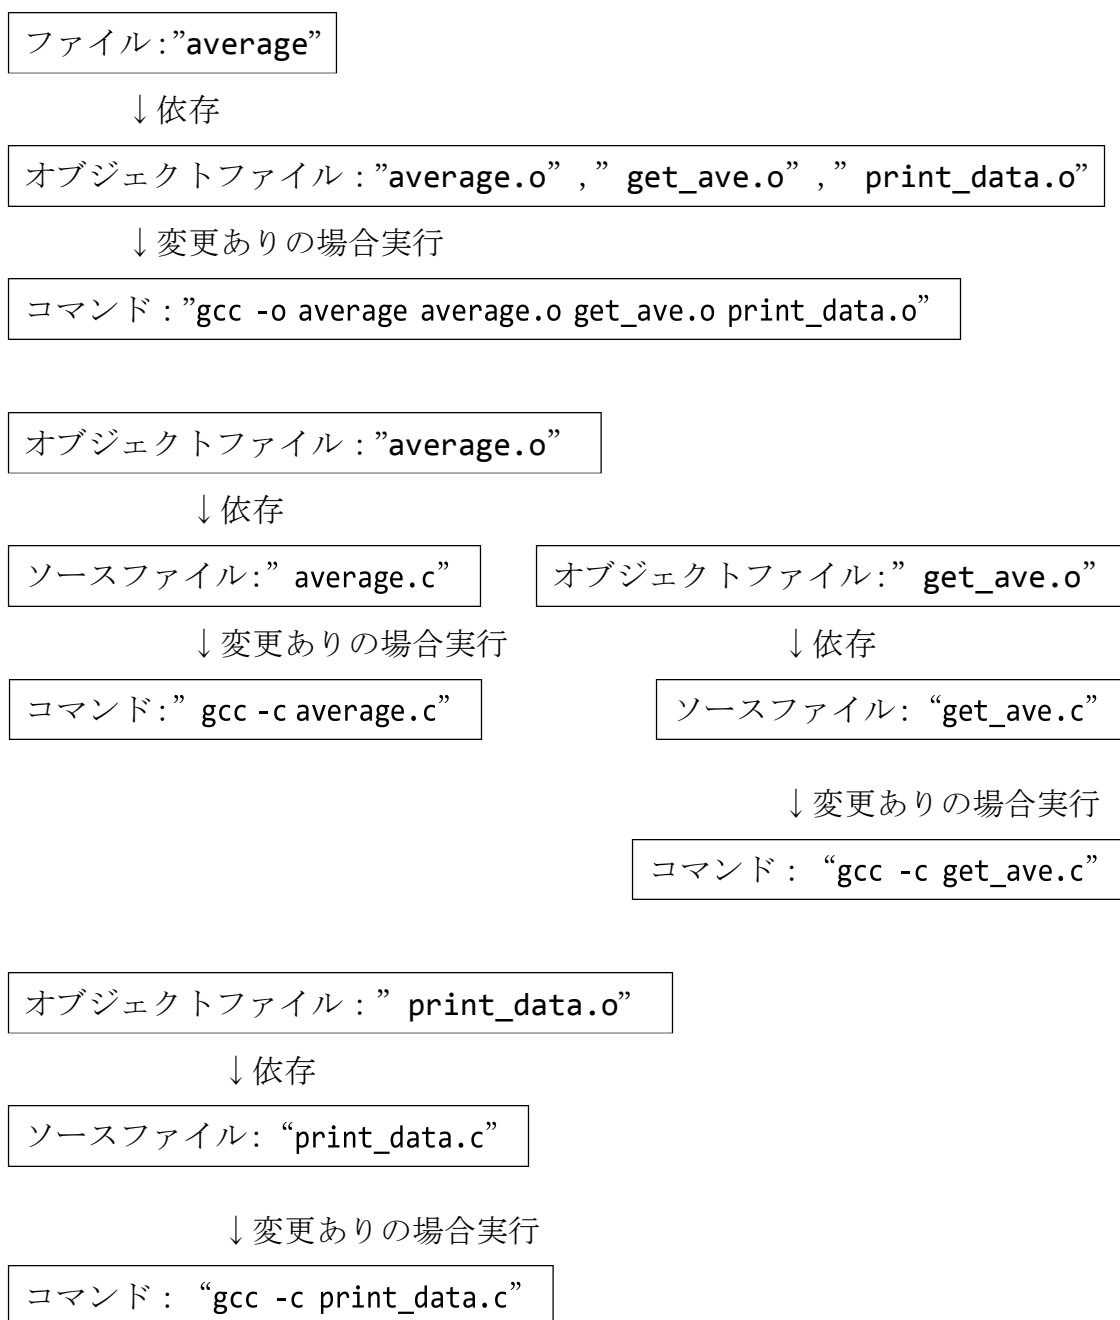 ファイル:”average”
↓依存
オブジェクトファイル：”average.o” ,” get_ave.o” ,” print_data.o”
↓変更ありの場合実行
コマンド：”gcc -o average average.o get_ave.o print_data.o”
オブジェクトファイル：”average.o”
↓依存
ソースファイル:” average.c”
↓変更ありの場合実行
コマンド:” gcc -c average.c”
オブジェクトファイル:” get_ave.o”
↓依存
ソースファイル: “get_ave.c”
↓変更ありの場合実行
コマンド： “gcc -c get_ave.c”
オブジェクトファイル：” print_data.o”
↓依存
ソースファイル: “print_data.c”
↓変更ありの場合実行
コマンド： “gcc -c print_data.c”